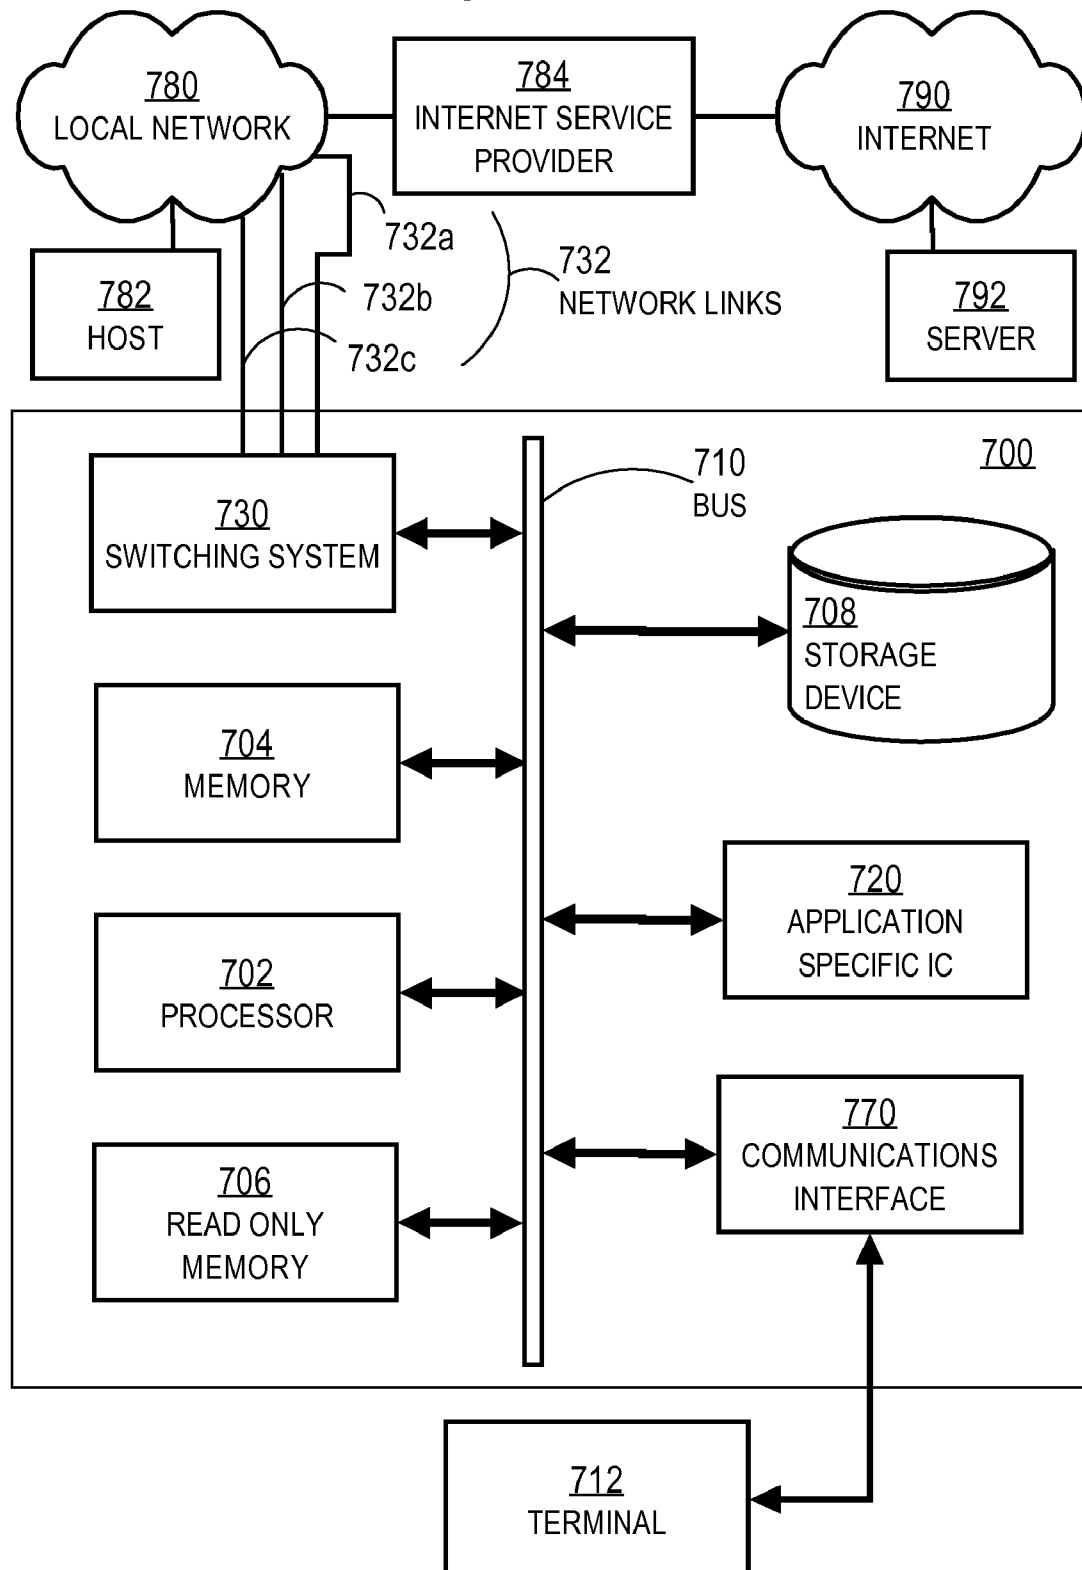 780
LOCAL NETWORK
784
INTERNET SERVICE
PROVIDER
790
INTERNET
732a
732b
732c
732
NETWORK LINKS
782
HOST
792
SERVER
700
710
BUS
730
SWITCHING SYSTEM
708
STORAGE
DEVICE
704
MEMORY
720
APPLICATION
SPECIFIC IC
702
PROCESSOR
770
COMMUNICATIONS
INTERFACE
706
READ ONLY
MEMORY
712
TERMINAL